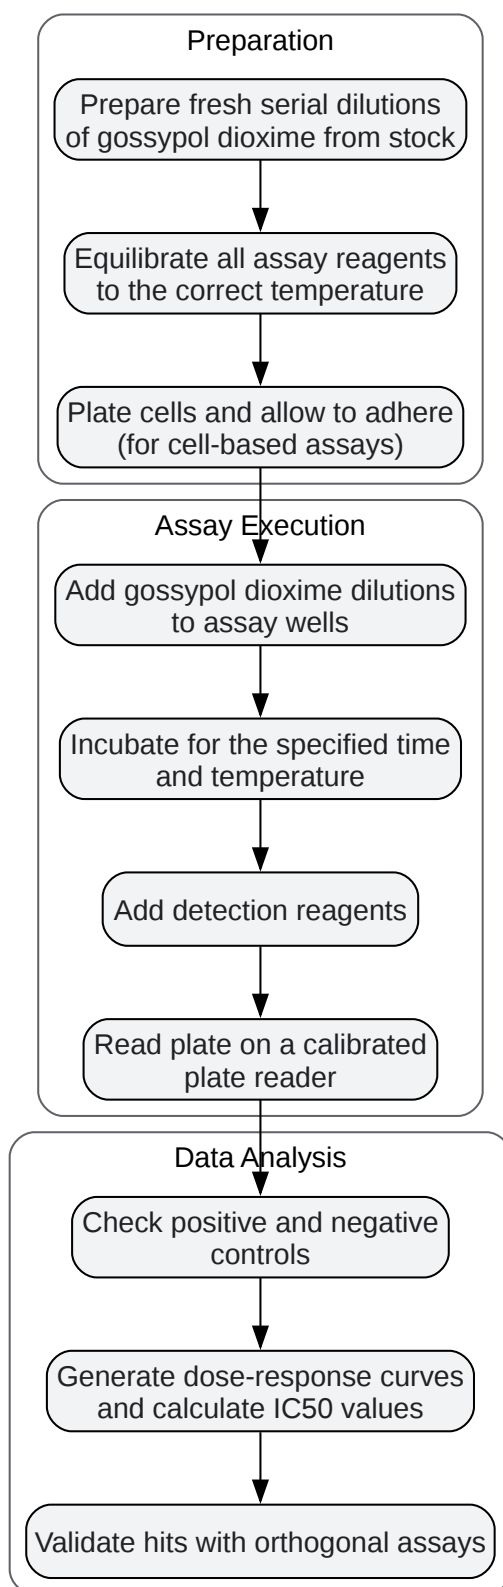 Preparation
Prepare fresh serial dilutions
of gossypol dioxime from stock
Equilibrate all assay reagents
to the correct temperature
Plate cells and allow to adhere
(for cell-based assays)
Assay Execution
Add gossypol dioxime dilutions
to assay wells
Incubate for the specified time
and temperature
Add detection reagents
Read plate on a calibrated
plate reader
Data Analysis
Check positive and negative
controls
Generate dose-response curves
and calculate IC50 values
Validate hits with orthogonal assays